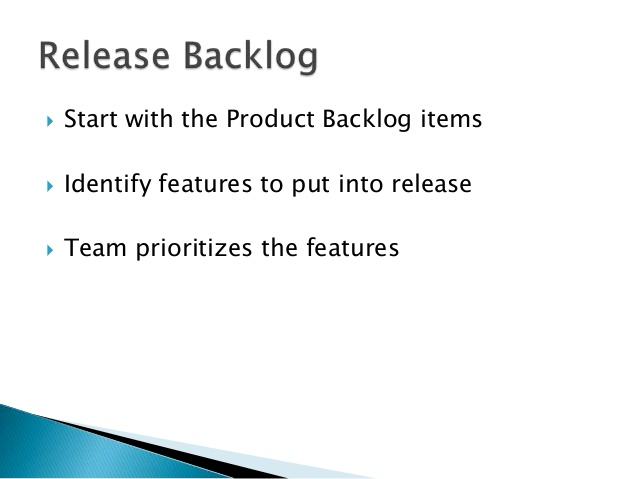 Release Backlog
Start with the Product Backlog items
Identify features to put into release
Team prioritizes the features